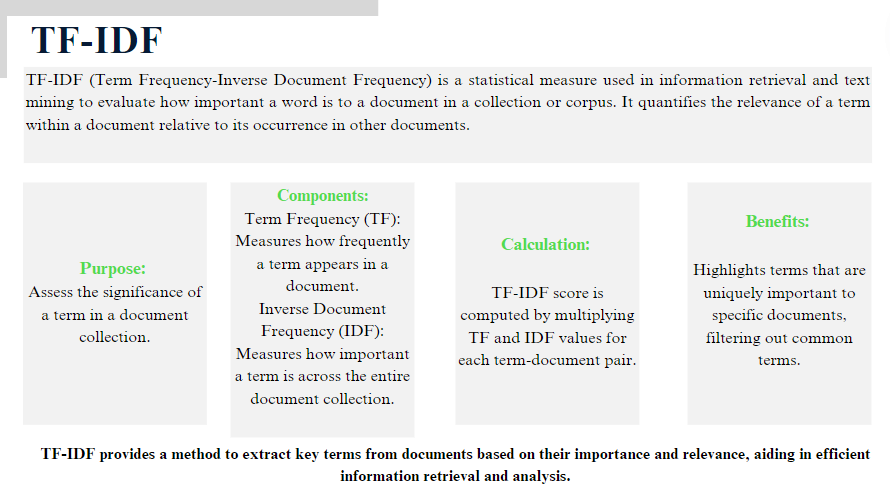 TF-IDF
TF-IDF (Term Frequency-Inverse Document Frequency) is a statistical measure used in information retrieval and text
mining to evaluate how important a word is to a document in a collection or corpus. It quantifies the relevance of a term
within a document relative to its occurrence in other documents.
Purpose:
Assess the significance of
a term in a document
collection.
Components:
Term Frequency (TF):
Measures how frequently
a term appears in a
document.
Inverse Document
Frequency (IDF):
Measures how important
a term is across the entire
document collection.
Calculation:
TF-IDF score is
computed by multiplying
TF and IDF values for
each term-document pair.
Benefits:
Highlights terms that are
uniquely important to
specific documents,
filtering out common
terms.
TF-IDF provides a method to extract key terms from documents based on their importance and relevance, aiding in efficient
information retrieval and analysis.